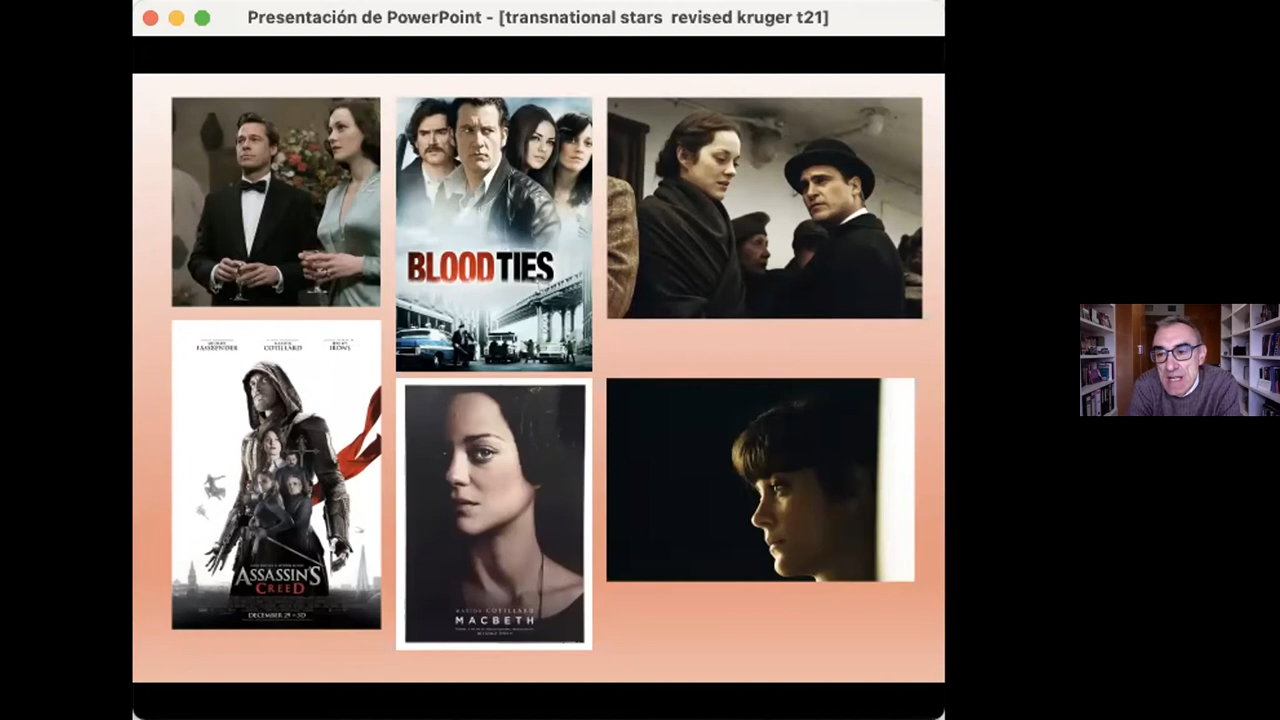 Presentación de PowerPoint - [transnational stars revised kruger t21]
BLOOD TIES
FASSBENDER
COTILLARD
IRONS
ASSASSIN'S
CREED
DECEMBER 21 • 3D
MARION COTILLARD
MACBETH